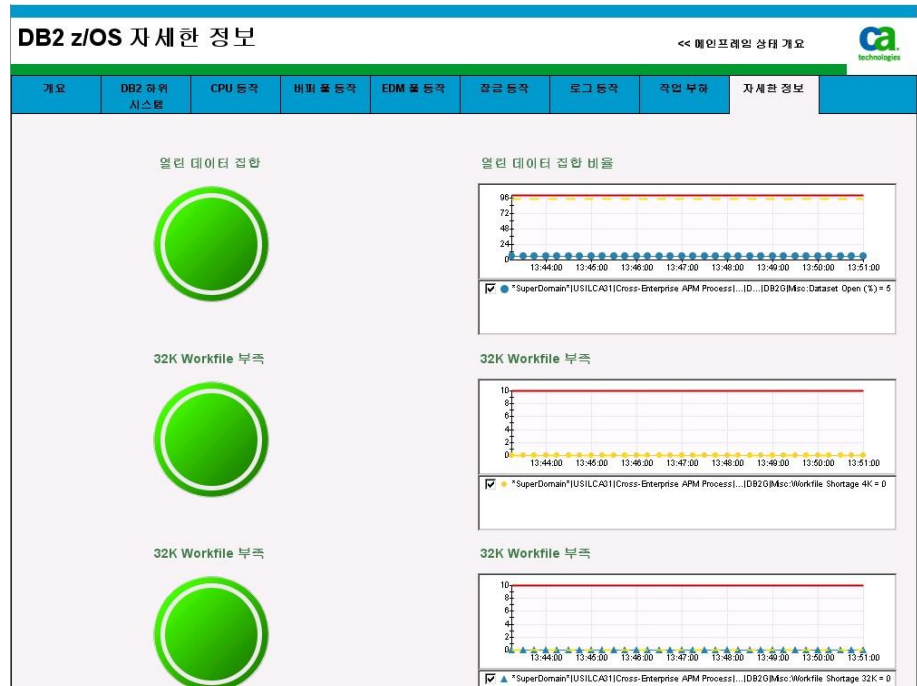 DB2 z/OS 자세한 정보
<< 메인프레임 상태 개요
ca
technologies
개요
DB2 하위 시스템
CPU 동작
버퍼 풀 동작
EDM 풀 동작
잠금 동작
로그 동작
작업 부하
자세한 정보
열린 데이터 집합
열린 데이터 집합 비율
96
72
48
24
0
13:44:00 13:45:00 13:46:00 13:47:00 13:48:00 13:49:00 13:50:00 13:51:00
*SuperDomain*|USILCA31|Cross-Enterprise APM Process|...|D...|DB2G|Misc:Dataset Open (%) = 5
32K Workfile 부족
32K Workfile 부족
10
8
6
4
2
0
13:44:00 13:45:00 13:46:00 13:47:00 13:48:00 13:49:00 13:50:00 13:51:00
*SuperDomain*|USILCA31|Cross-Enterprise APM Process|...|DB2G|Misc:Workfile Shortage 4K = 0
32K Workfile 부족
32K Workfile 부족
10
8
6
4
2
0
13:44:00 13:45:00 13:46:00 13:47:00 13:48:00 13:49:00 13:50:00 13:51:00
*SuperDomain*|USILCA31|Cross-Enterprise APM Process|...|DB2G|Misc:Workfile Shortage 32K = 0